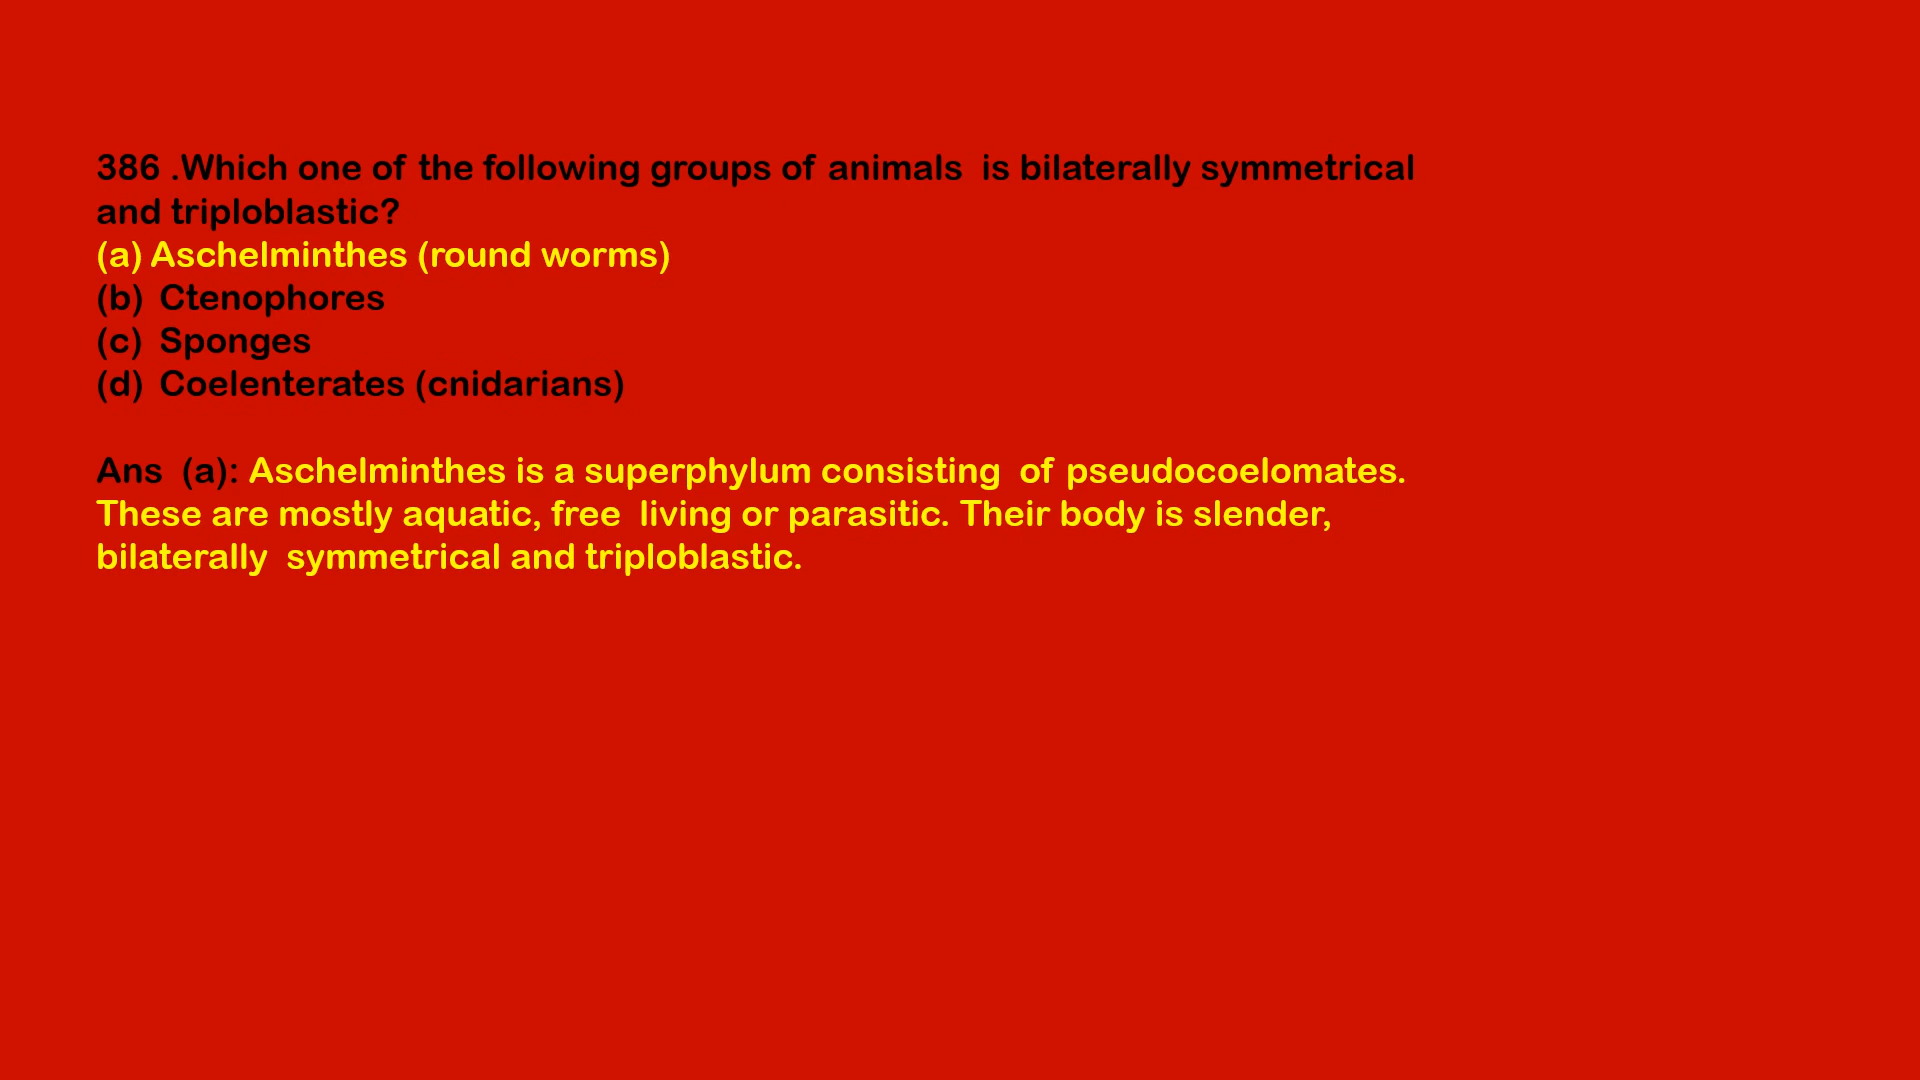 386 .Which one of the following groups of animals  is bilaterally symmetrical
and triploblastic?
(a) Aschelminthes (round worms)
(b)  Ctenophores
(c)  Sponges
(d)  Coelenterates (cnidarians)
Ans  (a): Aschelminthes is a superphylum consisting  of pseudocoelomates.
These are mostly aquatic, free  living or parasitic. Their body is slender,
bilaterally  symmetrical and triploblastic.